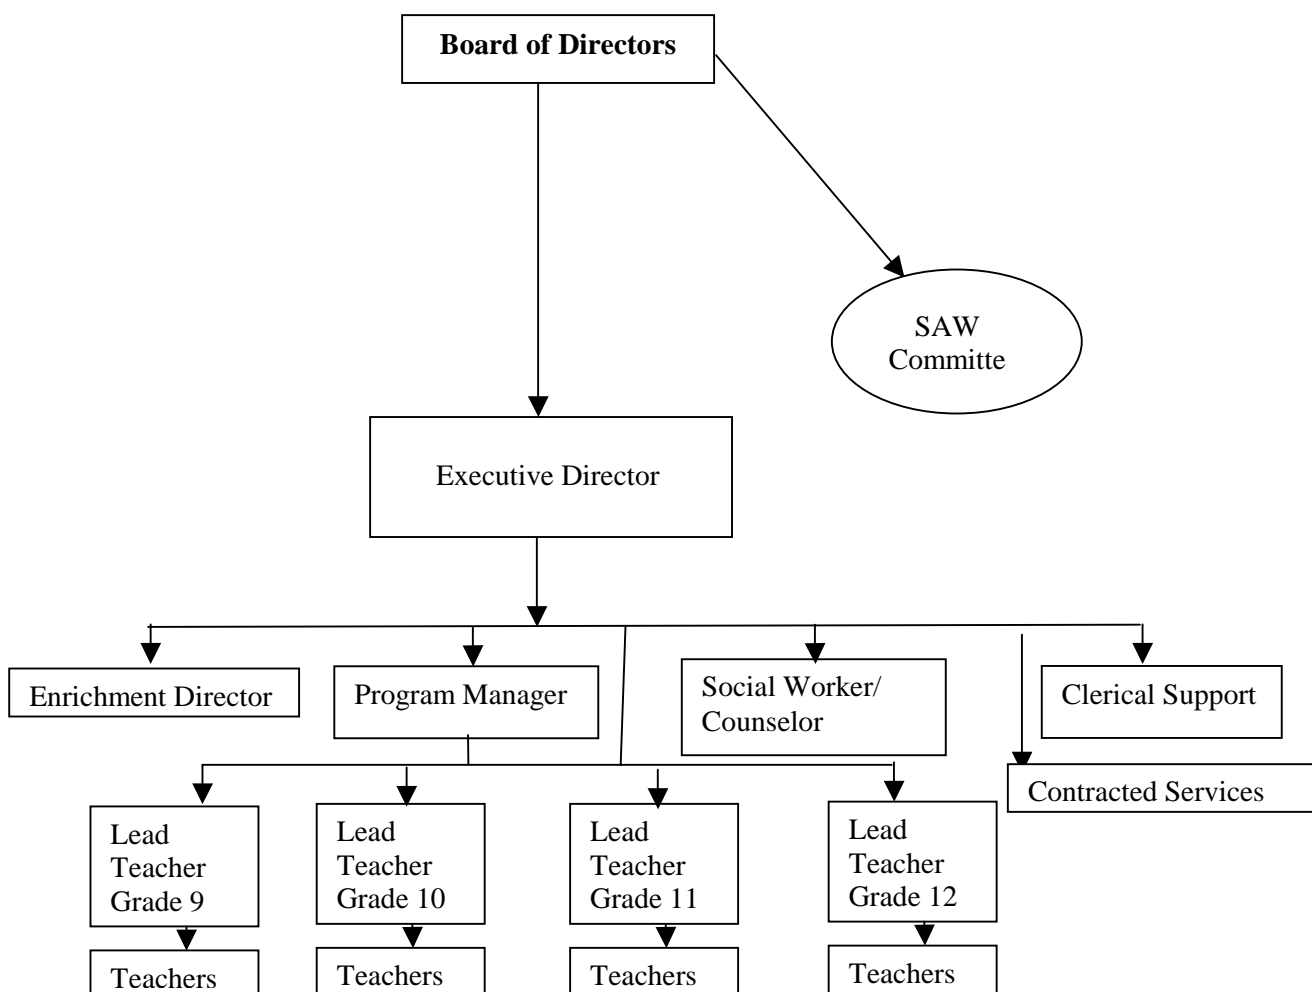 Board of Directors
SAW
Committe
Executive Director
Enrichment Director
Program Manager
Social Worker/
Counselor
Clerical Support
Contracted Services
Lead
Teacher
Grade 9
Lead
Teacher
Grade 10
Lead
Teacher
Grade 11
Lead
Teacher
Grade 12
Teachers
Teachers
Teachers
Teachers